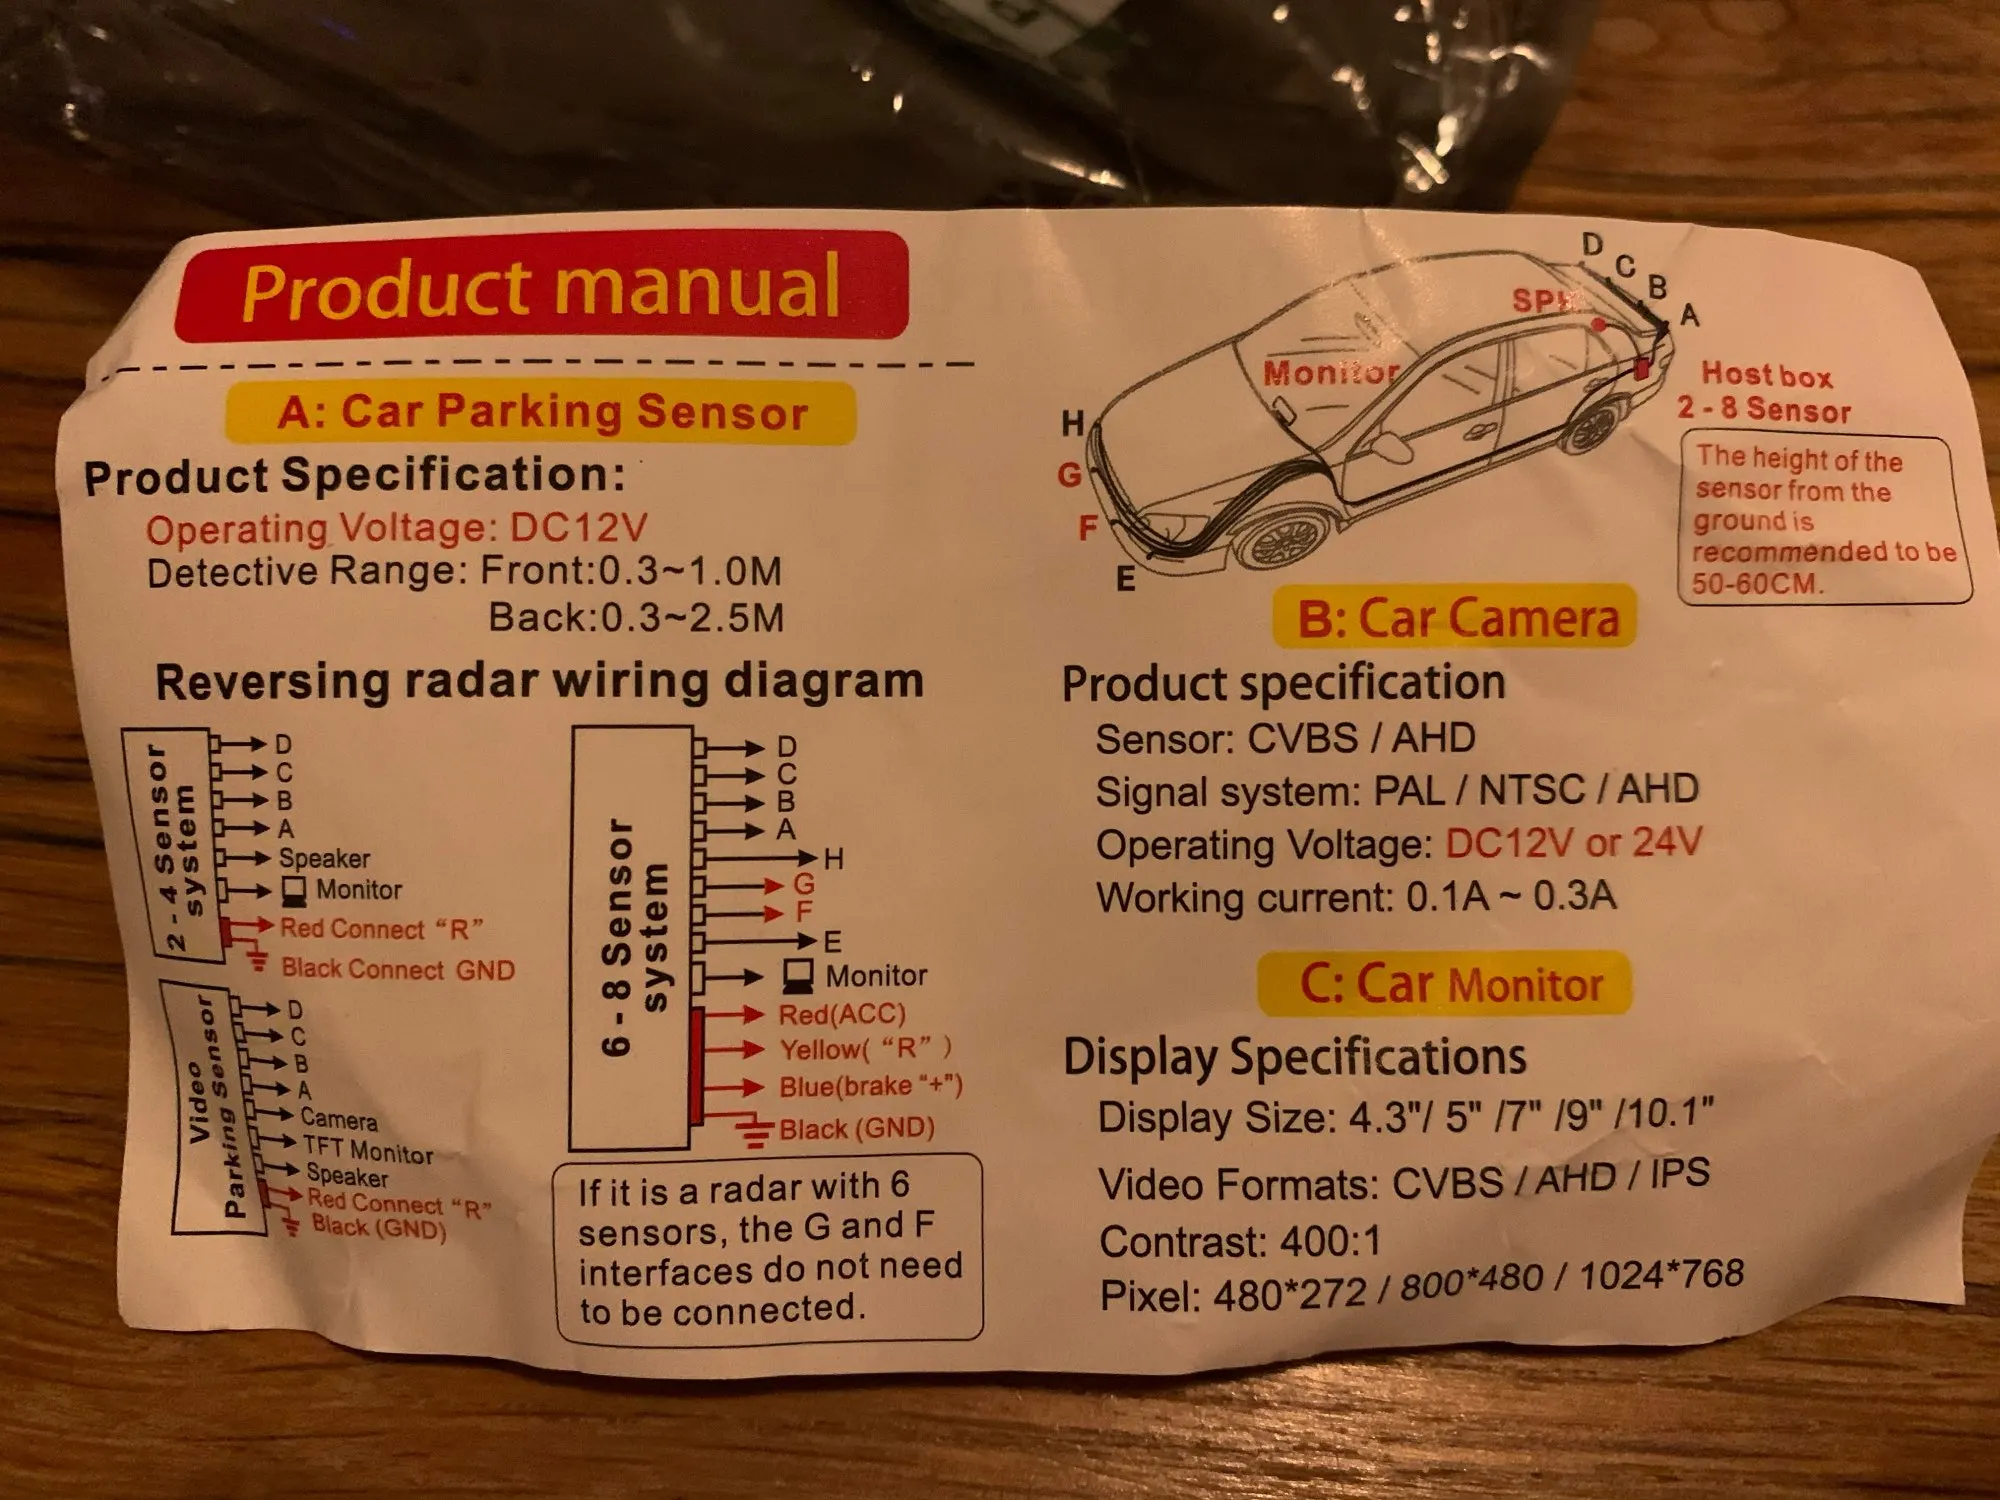 Product manual
A: Car Parking Sensor
Product Specification:
Operating Voltage: DC12V
Detective Range: Front:0.3~1.0M
Back:0.3~2.5M
Reversing radar wiring diagram
2 - 4 Sensor
system
D
C
B
A
Speaker
Monitor
Red Connect “R”
Black Connect GND
Video
Parking Sensor
D
C
B
A
Camera
TFT Monitor
Speaker
Red Connect “R”
Black (GND)
6 - 8 Sensor
system
D
C
B
A
H
G
F
E
Monitor
Red(ACC)
Yellow( “R” )
Blue(brake “+”)
Black (GND)
If it is a radar with 6
sensors, the G and F
interfaces do not need
to be connected.
D
C
B
A
Monitor
H
G
F
E
Host box
2 - 8 Sensor
The height of the
sensor from the
ground is
recommended to be
50-60CM.
B: Car Camera
Product specification
Sensor: CVBS / AHD
Signal system: PAL / NTSC / AHD
Operating Voltage: DC12V or 24V
Working current: 0.1A ~ 0.3A
C: Car Monitor
Display Specifications
Display Size: 4.3"/ 5" /7" /9" /10.1"
Video Formats: CVBS / AHD / IPS
Contrast: 400:1
Pixel: 480*272 / 800*480 / 1024*768